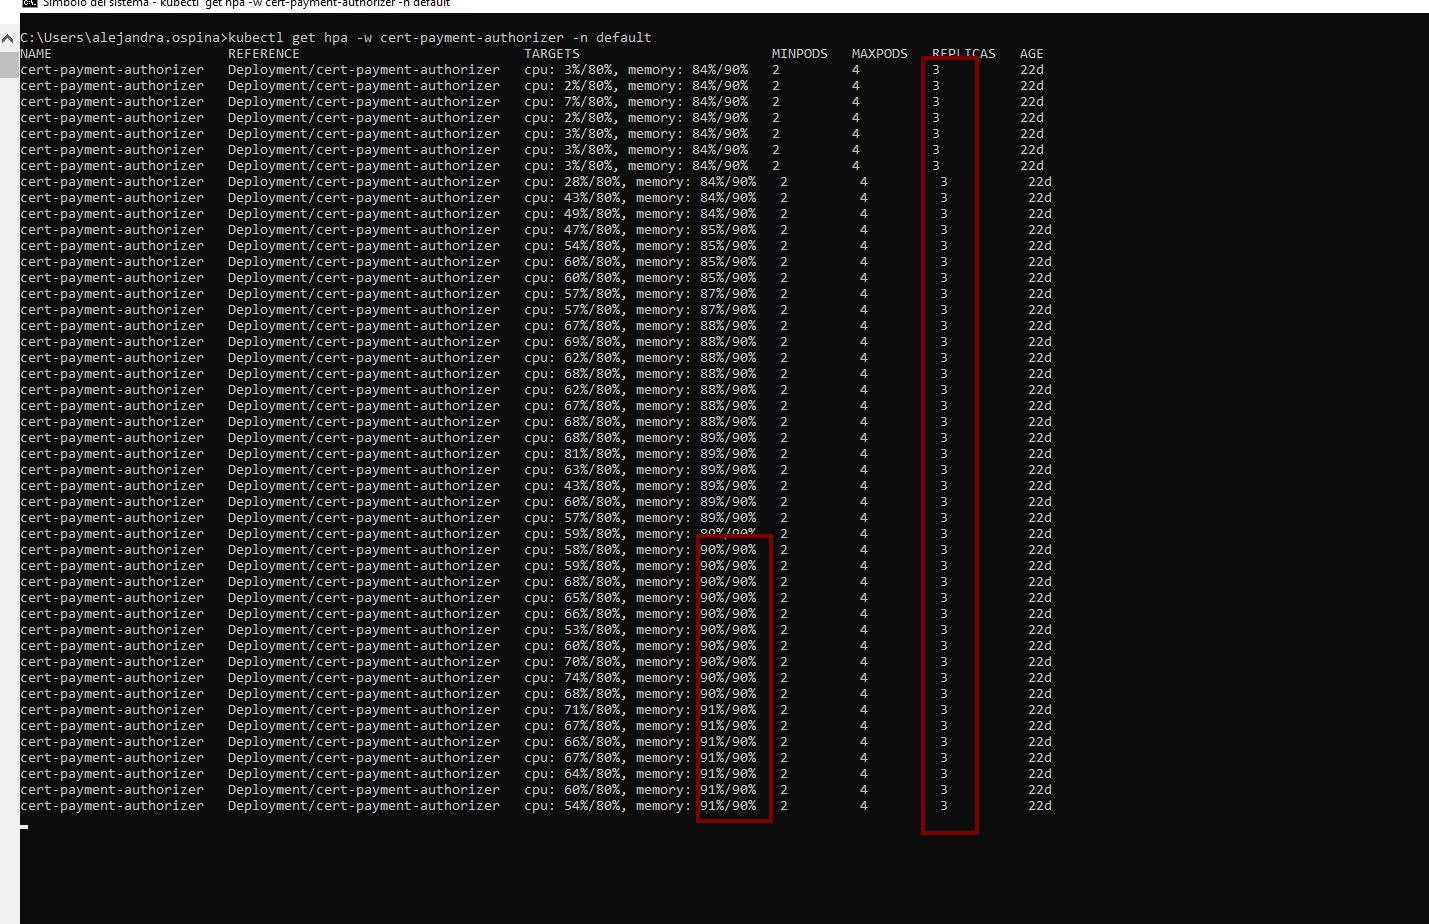 Símbolo del sistema - kubectl get hpa -w cert-payment-authorizer -n default
C:\Users\alejandra.ospina>kubectl get hpa -w cert-payment-authorizer -n default
NAME REFERENCE TARGETS MINPODS MAXPODS REPLICAS AGE
cert-payment-authorizer Deployment/cert-payment-authorizer cpu: 3%/80%, memory: 84%/90% 2 4 3 22d
cert-payment-authorizer Deployment/cert-payment-authorizer cpu: 2%/80%, memory: 84%/90% 2 4 3 22d
cert-payment-authorizer Deployment/cert-payment-authorizer cpu: 7%/80%, memory: 84%/90% 2 4 3 22d
cert-payment-authorizer Deployment/cert-payment-authorizer cpu: 2%/80%, memory: 84%/90% 2 4 3 22d
cert-payment-authorizer Deployment/cert-payment-authorizer cpu: 3%/80%, memory: 84%/90% 2 4 3 22d
cert-payment-authorizer Deployment/cert-payment-authorizer cpu: 3%/80%, memory: 84%/90% 2 4 3 22d
cert-payment-authorizer Deployment/cert-payment-authorizer cpu: 3%/80%, memory: 84%/90% 2 4 3 22d
cert-payment-authorizer Deployment/cert-payment-authorizer cpu: 28%/80%, memory: 84%/90% 2 4 3 22d
cert-payment-authorizer Deployment/cert-payment-authorizer cpu: 43%/80%, memory: 84%/90% 2 4 3 22d
cert-payment-authorizer Deployment/cert-payment-authorizer cpu: 49%/80%, memory: 84%/90% 2 4 3 22d
cert-payment-authorizer Deployment/cert-payment-authorizer cpu: 47%/80%, memory: 85%/90% 2 4 3 22d
cert-payment-authorizer Deployment/cert-payment-authorizer cpu: 54%/80%, memory: 85%/90% 2 4 3 22d
cert-payment-authorizer Deployment/cert-payment-authorizer cpu: 60%/80%, memory: 85%/90% 2 4 3 22d
cert-payment-authorizer Deployment/cert-payment-authorizer cpu: 60%/80%, memory: 85%/90% 2 4 3 22d
cert-payment-authorizer Deployment/cert-payment-authorizer cpu: 57%/80%, memory: 87%/90% 2 4 3 22d
cert-payment-authorizer Deployment/cert-payment-authorizer cpu: 57%/80%, memory: 87%/90% 2 4 3 22d
cert-payment-authorizer Deployment/cert-payment-authorizer cpu: 67%/80%, memory: 88%/90% 2 4 3 22d
cert-payment-authorizer Deployment/cert-payment-authorizer cpu: 69%/80%, memory: 88%/90% 2 4 3 22d
cert-payment-authorizer Deployment/cert-payment-authorizer cpu: 62%/80%, memory: 88%/90% 2 4 3 22d
cert-payment-authorizer Deployment/cert-payment-authorizer cpu: 68%/80%, memory: 88%/90% 2 4 3 22d
cert-payment-authorizer Deployment/cert-payment-authorizer cpu: 62%/80%, memory: 88%/90% 2 4 3 22d
cert-payment-authorizer Deployment/cert-payment-authorizer cpu: 67%/80%, memory: 88%/90% 2 4 3 22d
cert-payment-authorizer Deployment/cert-payment-authorizer cpu: 68%/80%, memory: 88%/90% 2 4 3 22d
cert-payment-authorizer Deployment/cert-payment-authorizer cpu: 68%/80%, memory: 89%/90% 2 4 3 22d
cert-payment-authorizer Deployment/cert-payment-authorizer cpu: 81%/80%, memory: 89%/90% 2 4 3 22d
cert-payment-authorizer Deployment/cert-payment-authorizer cpu: 63%/80%, memory: 89%/90% 2 4 3 22d
cert-payment-authorizer Deployment/cert-payment-authorizer cpu: 43%/80%, memory: 89%/90% 2 4 3 22d
cert-payment-authorizer Deployment/cert-payment-authorizer cpu: 60%/80%, memory: 89%/90% 2 4 3 22d
cert-payment-authorizer Deployment/cert-payment-authorizer cpu: 57%/80%, memory: 89%/90% 2 4 3 22d
cert-payment-authorizer Deployment/cert-payment-authorizer cpu: 59%/80%, memory: 89%/90% 2 4 3 22d
cert-payment-authorizer Deployment/cert-payment-authorizer cpu: 58%/80%, memory: 90%/90% 2 4 3 22d
cert-payment-authorizer Deployment/cert-payment-authorizer cpu: 59%/80%, memory: 90%/90% 2 4 3 22d
cert-payment-authorizer Deployment/cert-payment-authorizer cpu: 68%/80%, memory: 90%/90% 2 4 3 22d
cert-payment-authorizer Deployment/cert-payment-authorizer cpu: 65%/80%, memory: 90%/90% 2 4 3 22d
cert-payment-authorizer Deployment/cert-payment-authorizer cpu: 66%/80%, memory: 90%/90% 2 4 3 22d
cert-payment-authorizer Deployment/cert-payment-authorizer cpu: 53%/80%, memory: 90%/90% 2 4 3 22d
cert-payment-authorizer Deployment/cert-payment-authorizer cpu: 60%/80%, memory: 90%/90% 2 4 3 22d
cert-payment-authorizer Deployment/cert-payment-authorizer cpu: 70%/80%, memory: 90%/90% 2 4 3 22d
cert-payment-authorizer Deployment/cert-payment-authorizer cpu: 74%/80%, memory: 90%/90% 2 4 3 22d
cert-payment-authorizer Deployment/cert-payment-authorizer cpu: 68%/80%, memory: 90%/90% 2 4 3 22d
cert-payment-authorizer Deployment/cert-payment-authorizer cpu: 71%/80%, memory: 91%/90% 2 4 3 22d
cert-payment-authorizer Deployment/cert-payment-authorizer cpu: 67%/80%, memory: 91%/90% 2 4 3 22d
cert-payment-authorizer Deployment/cert-payment-authorizer cpu: 66%/80%, memory: 91%/90% 2 4 3 22d
cert-payment-authorizer Deployment/cert-payment-authorizer cpu: 67%/80%, memory: 91%/90% 2 4 3 22d
cert-payment-authorizer Deployment/cert-payment-authorizer cpu: 64%/80%, memory: 91%/90% 2 4 3 22d
cert-payment-authorizer Deployment/cert-payment-authorizer cpu: 60%/80%, memory: 91%/90% 2 4 3 22d
cert-payment-authorizer Deployment/cert-payment-authorizer cpu: 54%/80%, memory: 91%/90% 2 4 3 22d